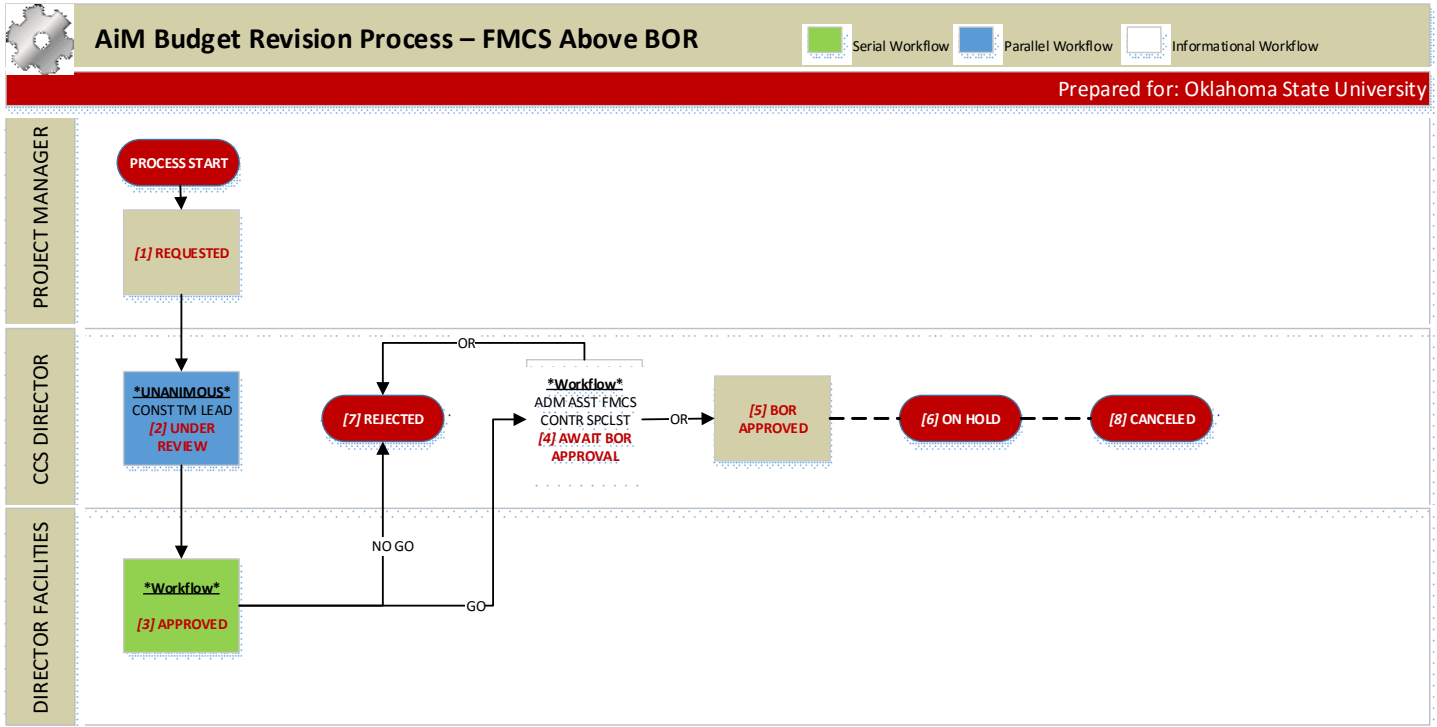 AiM Budget Revision Process – FMCS Above BOR
Serial Workflow
Parallel Workflow
Informational Workflow
Prepared for: Oklahoma State University
PROJECT MANAGER
PROCESS START
[1] REQUESTED
CCS DIRECTOR
*UNANIMOUS*
CONST TM LEAD
[2] UNDER
REVIEW
OR
[7] REJECTED
*Workflow*
ADM ASST FMCS
CONTR SPCLST
[4] AWAIT BOR
APPROVAL
OR
[5] BOR
APPROVED
[6] ON HOLD
[8] CANCELED
DIRECTOR FACILITIES
NO GO
*Workflow*
[3] APPROVED
GO